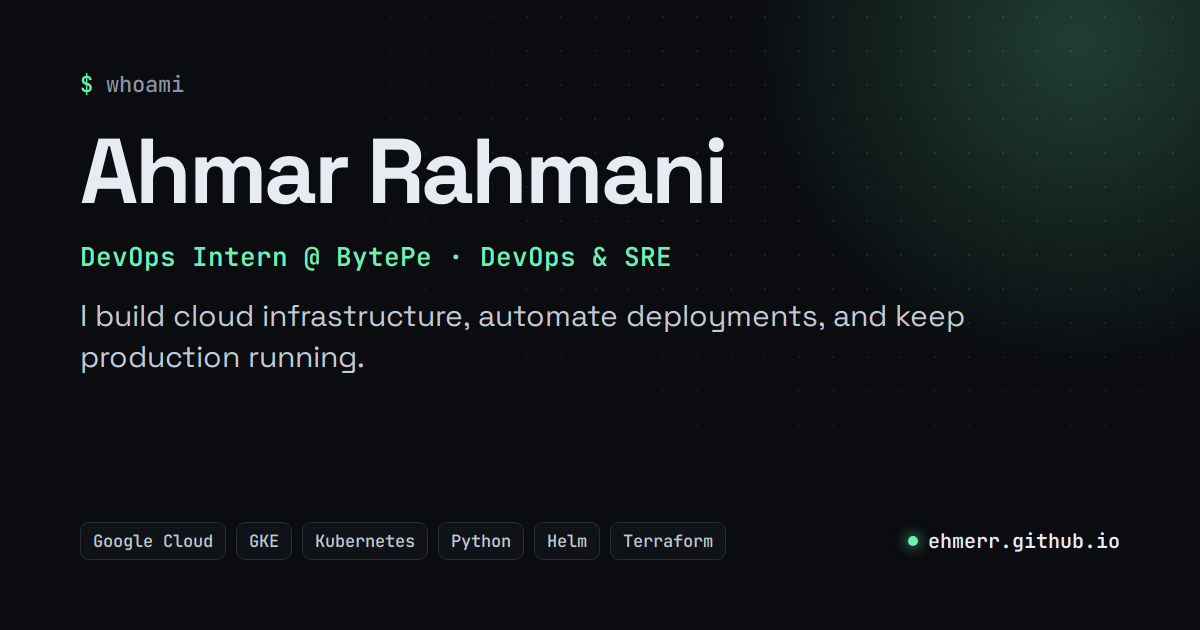 $ whoami
Ahmar Rahmani
DevOps Intern @ BytePe · DevOps & SRE
I build cloud infrastructure, automate deployments, and keep
production running.
Google Cloud GKE Kubernetes Python Helm Terraform ehmerr.github.io